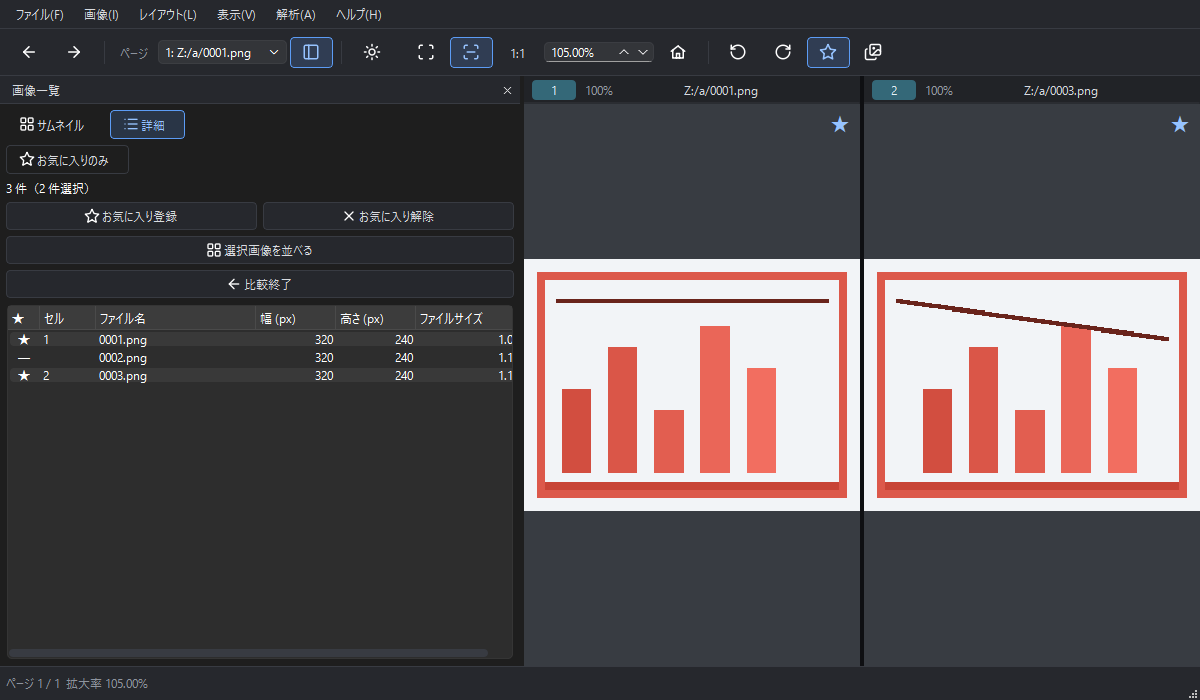 ファイル(F) 画像(I) レイアウト(L) 表示(V) 解析(A) ヘルプ(H)
ページ 1: Z:/a/0001.png 1:1 105.00%
画像一覧
サムネイル 詳細
お気に入りのみ
3 件（2 件選択）
お気に入り登録 お気に入り解除
選択画像を並べる
比較終了
★ セル ファイル名 幅 (px) 高さ (px) ファイルサイズ
★ 1 0001.png 320 240 1.0
— 0002.png 320 240 1.1
★ 2 0003.png 320 240 1.1
1 100% Z:/a/0001.png
2 100% Z:/a/0003.png
ページ 1 / 1 拡大率 105.00%